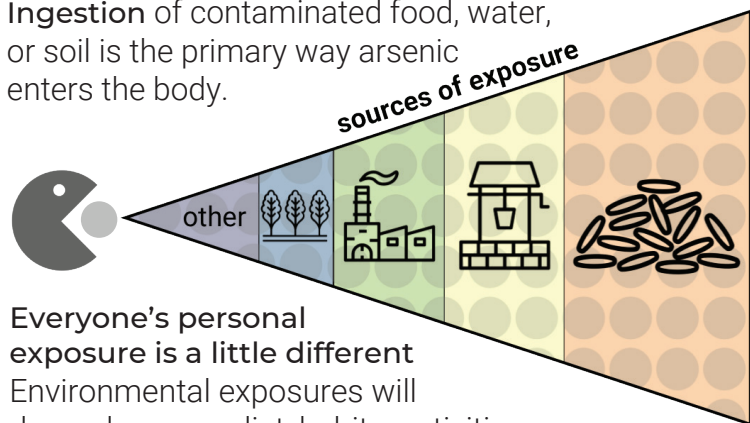 Ingestion of contaminated food, water,
or soil is the primary way arsenic
enters the body.
sources of exposure
other
Everyone's personal
exposure is a little different
Environmental exposures will